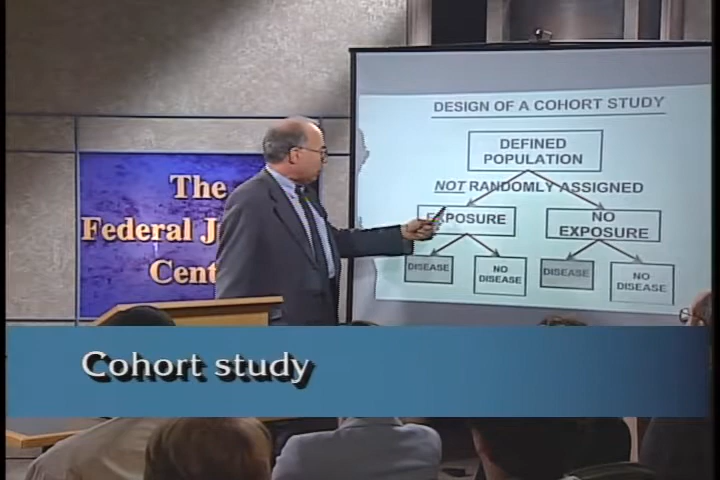 DESIGN OF A COHORT STUDY
DEFINED
POPULATION
NOT RANDOMLY ASSIGNED
EXPOSURE
NO
EXPOSURE
DISEASE
NO
DISEASE
DISEASE
NO
DISEASE
The
Federal
Cohort study